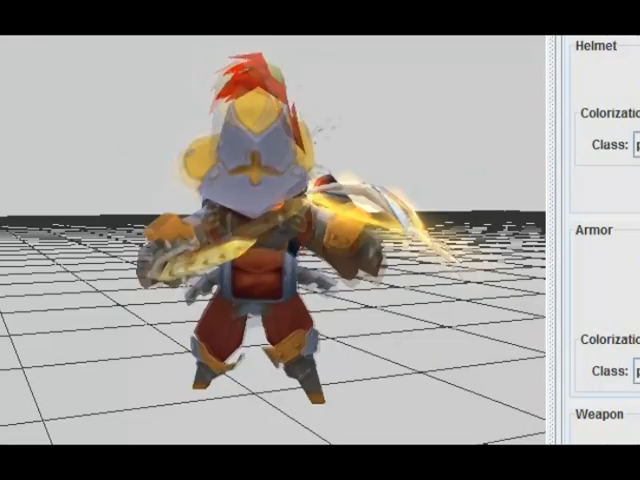 Helmet
Colorizatio
Class:
Armor
Colorizatio
Class:
Weapon